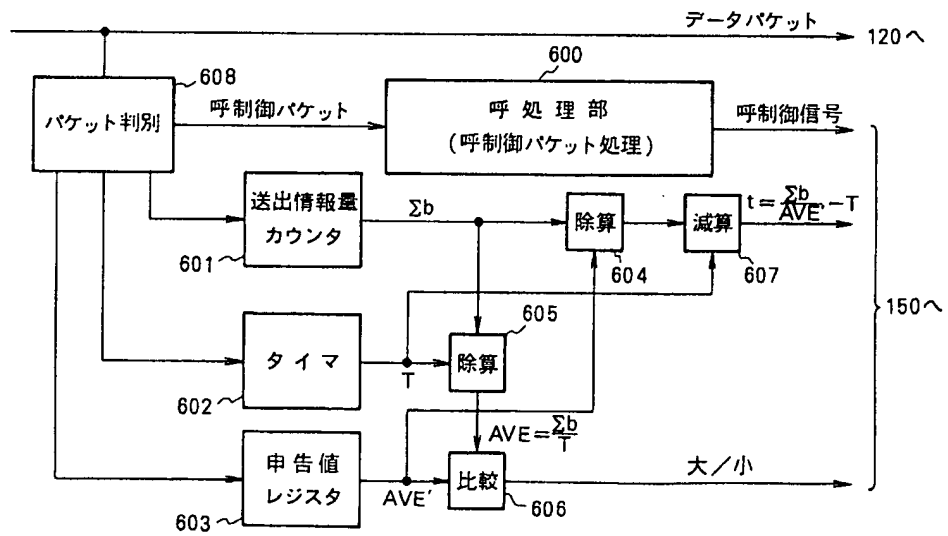 データパケット
120へ
608
600
パケット判別
呼制御パケット
呼処理部
(呼制御パケット処理)
呼制御信号
送出情報量
カウンタ
601
Σb
除算
604
減算
607
t=Σb/AVE'-T
150へ
605
タイマ
602
T
除算
AVE=Σb/T
申告値
レジスタ
603
AVE'
比較
606
大/小